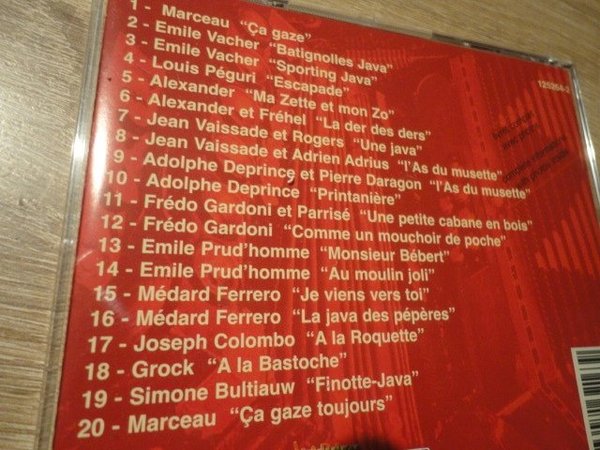 1 - Marceau "Ça gaze"
2 - Emile Vacher "Batignolles Java"
3 - Emile Vacher "Sporting Java"
4 - Louis Péguri "Escapade"
5 - Alexander "Ma Zette et mon Zo"
6 - Alexander et Fréhel "La der des ders"
7 - Jean Vaissade et Rogers "Une java"
8 - Jean Vaissade et Adrien Adrius "l'As du musette"
9 - Adolphe Deprince et Pierre Daragon "l'As du musette"
10 - Adolphe Deprince "Printanière"
11 - Frédo Gardoni et Parrisé "Une petite cabane en bois"
12 - Frédo Gardoni "Comme un mouchoir de poche"
13 - Emile Prud'homme "Monsieur Bébert"
14 - Emile Prud'homme "Au moulin joli"
15 - Médard Ferrero "Je viens vers toi"
16 - Médard Ferrero "La java des pépères"
17 - Joseph Colombo "A la Roquette"
18 - Grock "A la Bastoche"
19 - Simone Bultiauw "Finotte-Java"
20 - Marceau "Ça gaze toujours"
125264-2